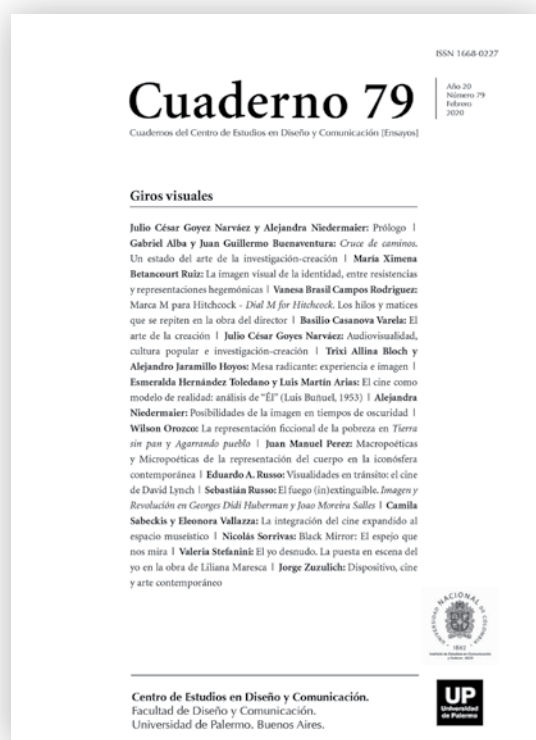 ISSN 1668-0227
Cuaderno 79
Año 20
Número 79
Febrero
2020
Cuadernos del Centro de Estudios en Diseño y Comunicación [Ensayos]
Giros visuales
Julio César Goyez Narváez y Alejandra Niedermaier: Prólogo |
Gabriel Alba y Juan Guillermo Buenaventura: Cruce de caminos.
Un estado del arte de la investigación-creación | María Ximena
Betancourt Ruiz: La imagen visual de la identidad, entre resistencias
y representaciones hegemónicas | Vanesa Brasil Campos Rodríguez:
Marca M para Hitchcock - Dial M for Hitchcock. Los hilos y matices
que se repiten en la obra del director | Basilio Casanova Varela: El
arte de la creación | Julio César Goyes Narváez: Audiovisualidad,
cultura popular e investigación-creación | Trixi Allina Bloch y
Alejandro Jaramillo Hoyos: Mesa radicante: experiencia e imagen |
Esmeralda Hernández Toledano y Luis Martín Arias: El cine como
modelo de realidad: análisis de “Él” (Luis Buñuel, 1953) | Alejandra
Niedermaier: Posibilidades de la imagen en tiempos de oscuridad |
Wilson Orozco: La representación ficcional de la pobreza en Tierra
sin pan y Agarrando pueblo | Juan Manuel Perez: Macropoéticas
y Micropoéticas de la representación del cuerpo en la iconósfera
contemporánea | Eduardo A. Russo: Visualidades en tránsito: el cine
de David Lynch | Sebastián Russo: El fuego (in)extinguible. Imagen y
Revolución en Georges Didi Huberman y Joao Moreira Salles | Camila
Sabeckis y Eleonora Vallazza: La integración del cine expandido al
espacio museístico | Nicolás Sorrivas: Black Mirror: El espejo que
nos mira | Valeria Stefanini: El yo desnudo. La puesta en escena del
yo en la obra de Liliana Maresca | Jorge Zuzulich: Dispositivo, cine
y arte contemporáneo
UNIVERSIDAD NACIONAL DE COLOMBIA
Centro de Estudios en Diseño y Comunicación.
Facultad de Diseño y Comunicación.
Universidad de Palermo. Buenos Aires.
UP
Universidad
de Palermo